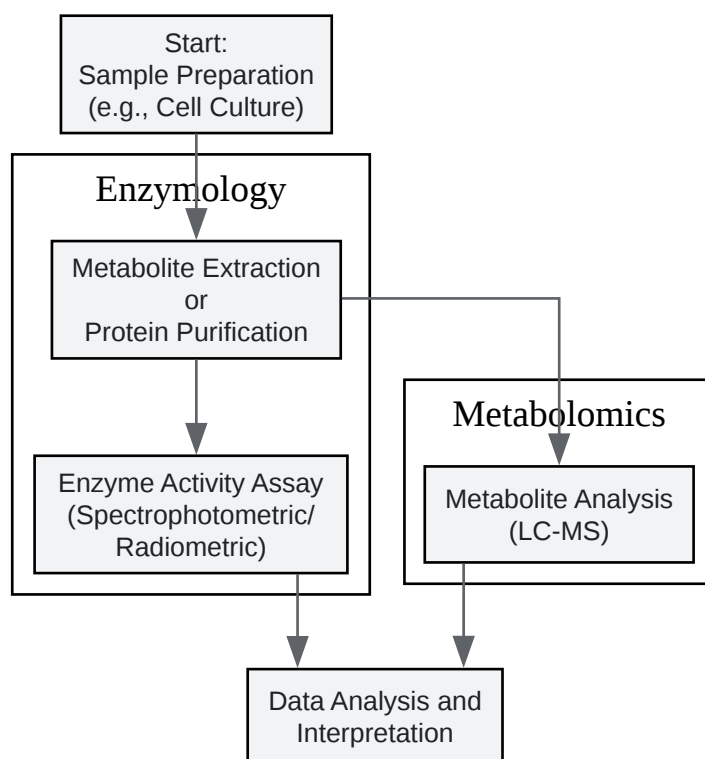 Start:
Sample Preparation
(e.g., Cell Culture)
Enzymology
Metabolite Extraction
or
Protein Purification
Metabolomics
Enzyme Activity Assay
(Spectrophotometric/
Radiometric)
Metabolite Analysis
(LC-MS)
Data Analysis and
Interpretation